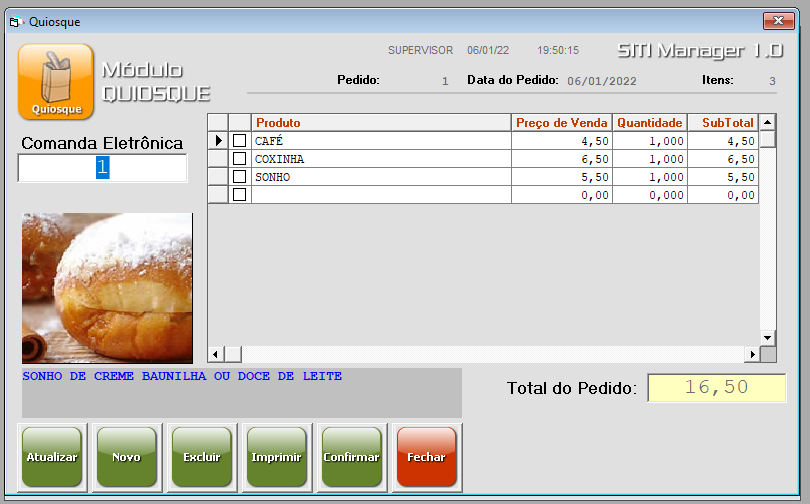 Quiosque
SUPERVISOR 06/01/22 19:50:15 SITI Manager 1.0
Módulo
QUIOSQUE
Quiosque
Pedido: 1 Data do Pedido: 06/01/2022 Itens: 3
Comanda Eletrônica
1
Produto Preço de Venda Quantidade SubTotal
CAFÉ 4,50 1,000 4,50
COXINHA 6,50 1,000 6,50
SONHO 5,50 1,000 5,50
0,00 0,000 0,00
SONHO DE CREME BAUNILHA OU DOCE DE LEITE
Total do Pedido: 16,50
Atualizar Novo Excluir Imprimir Confirmar Fechar